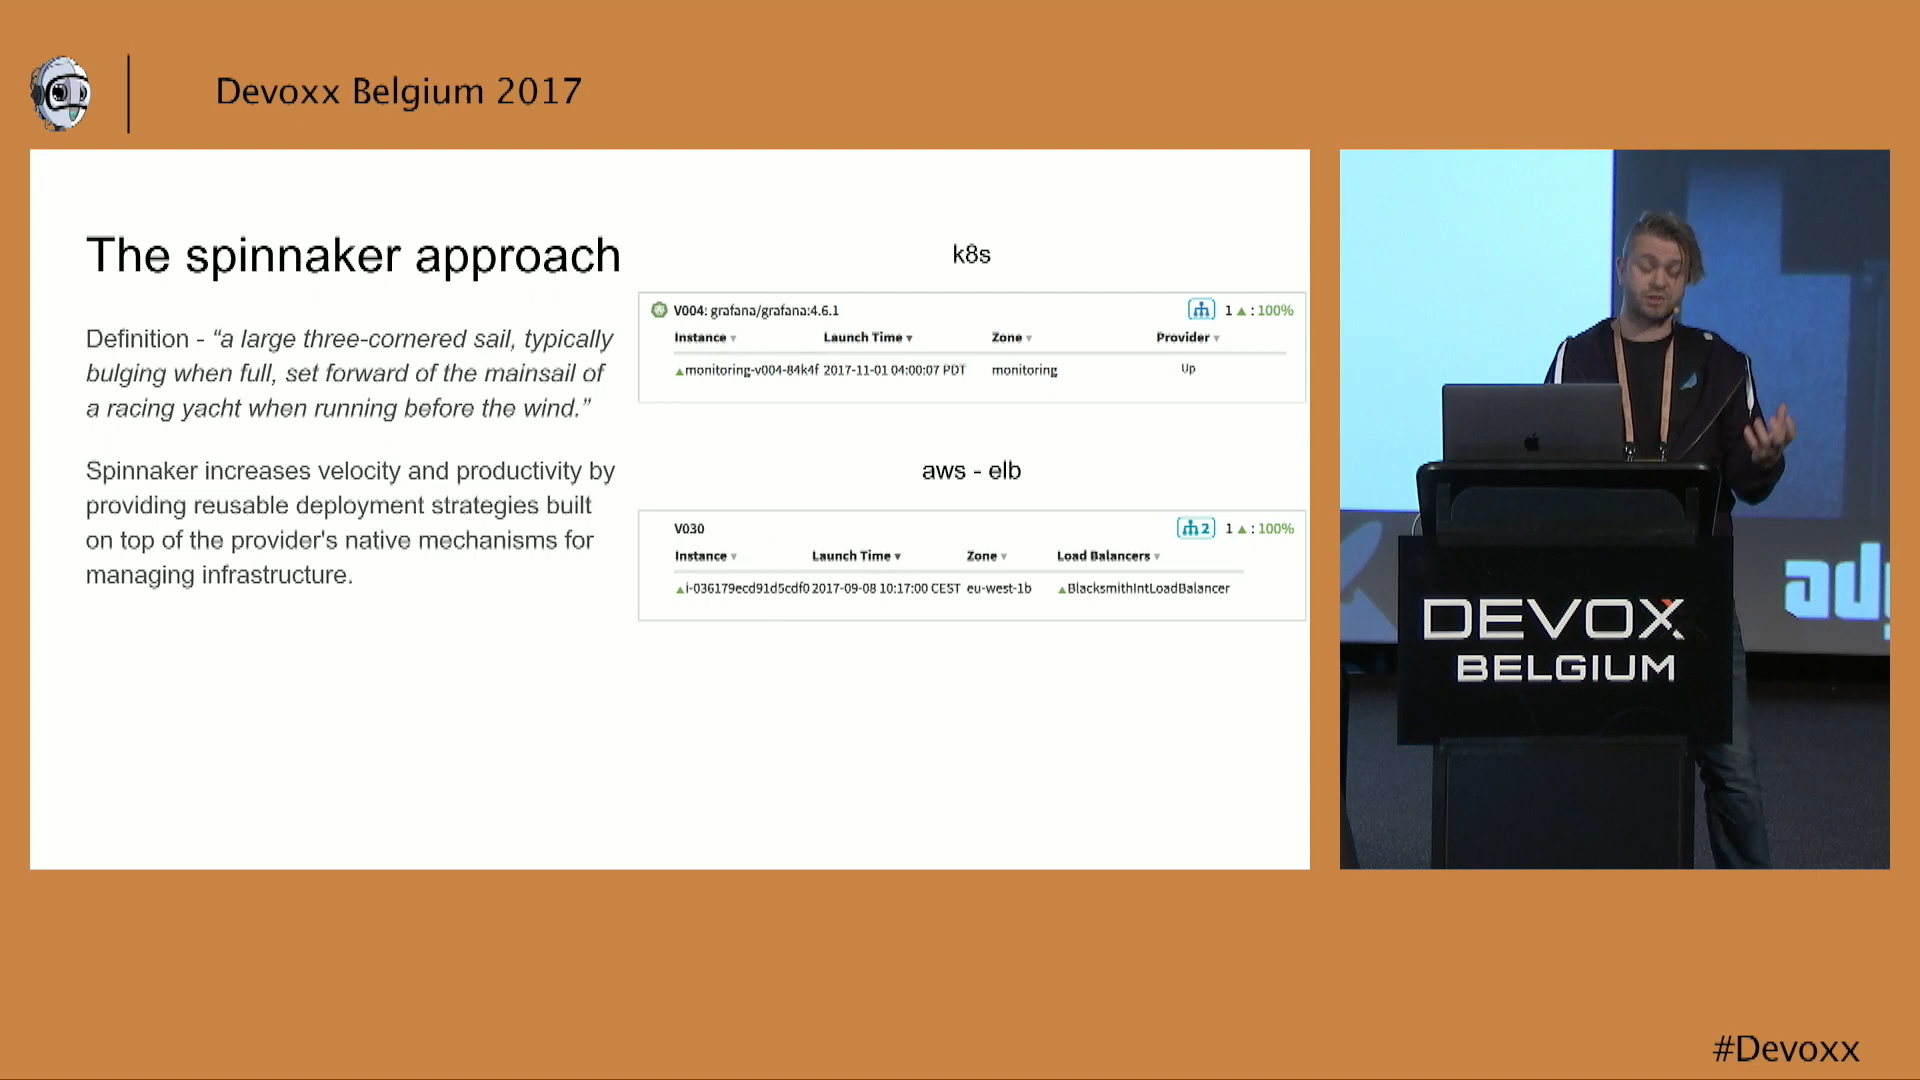 Devoxx Belgium 2017
The spinnaker approach
Definition - “a large three-cornered sail, typically
bulging when full, set forward of the mainsail of
a racing yacht when running before the wind.”
Spinnaker increases velocity and productivity by
providing reusable deployment strategies built
on top of the provider's native mechanisms for
managing infrastructure.
k8s
V004: grafana/grafana:4.6.1 1 ▲ : 100%
Instance Launch Time Zone Provider
monitoring-v004-84k4f 2017-11-01 04:00:07 PDT monitoring Up
aws - elb
V030 2 1 ▲ : 100%
Instance Launch Time Zone Load Balancers
i-036179ecd91d5cdf0 2017-09-08 10:17:00 CEST eu-west-1b BlacksmithIntLoadBalancer
DEVOXX
BELGIUM
#Devoxx